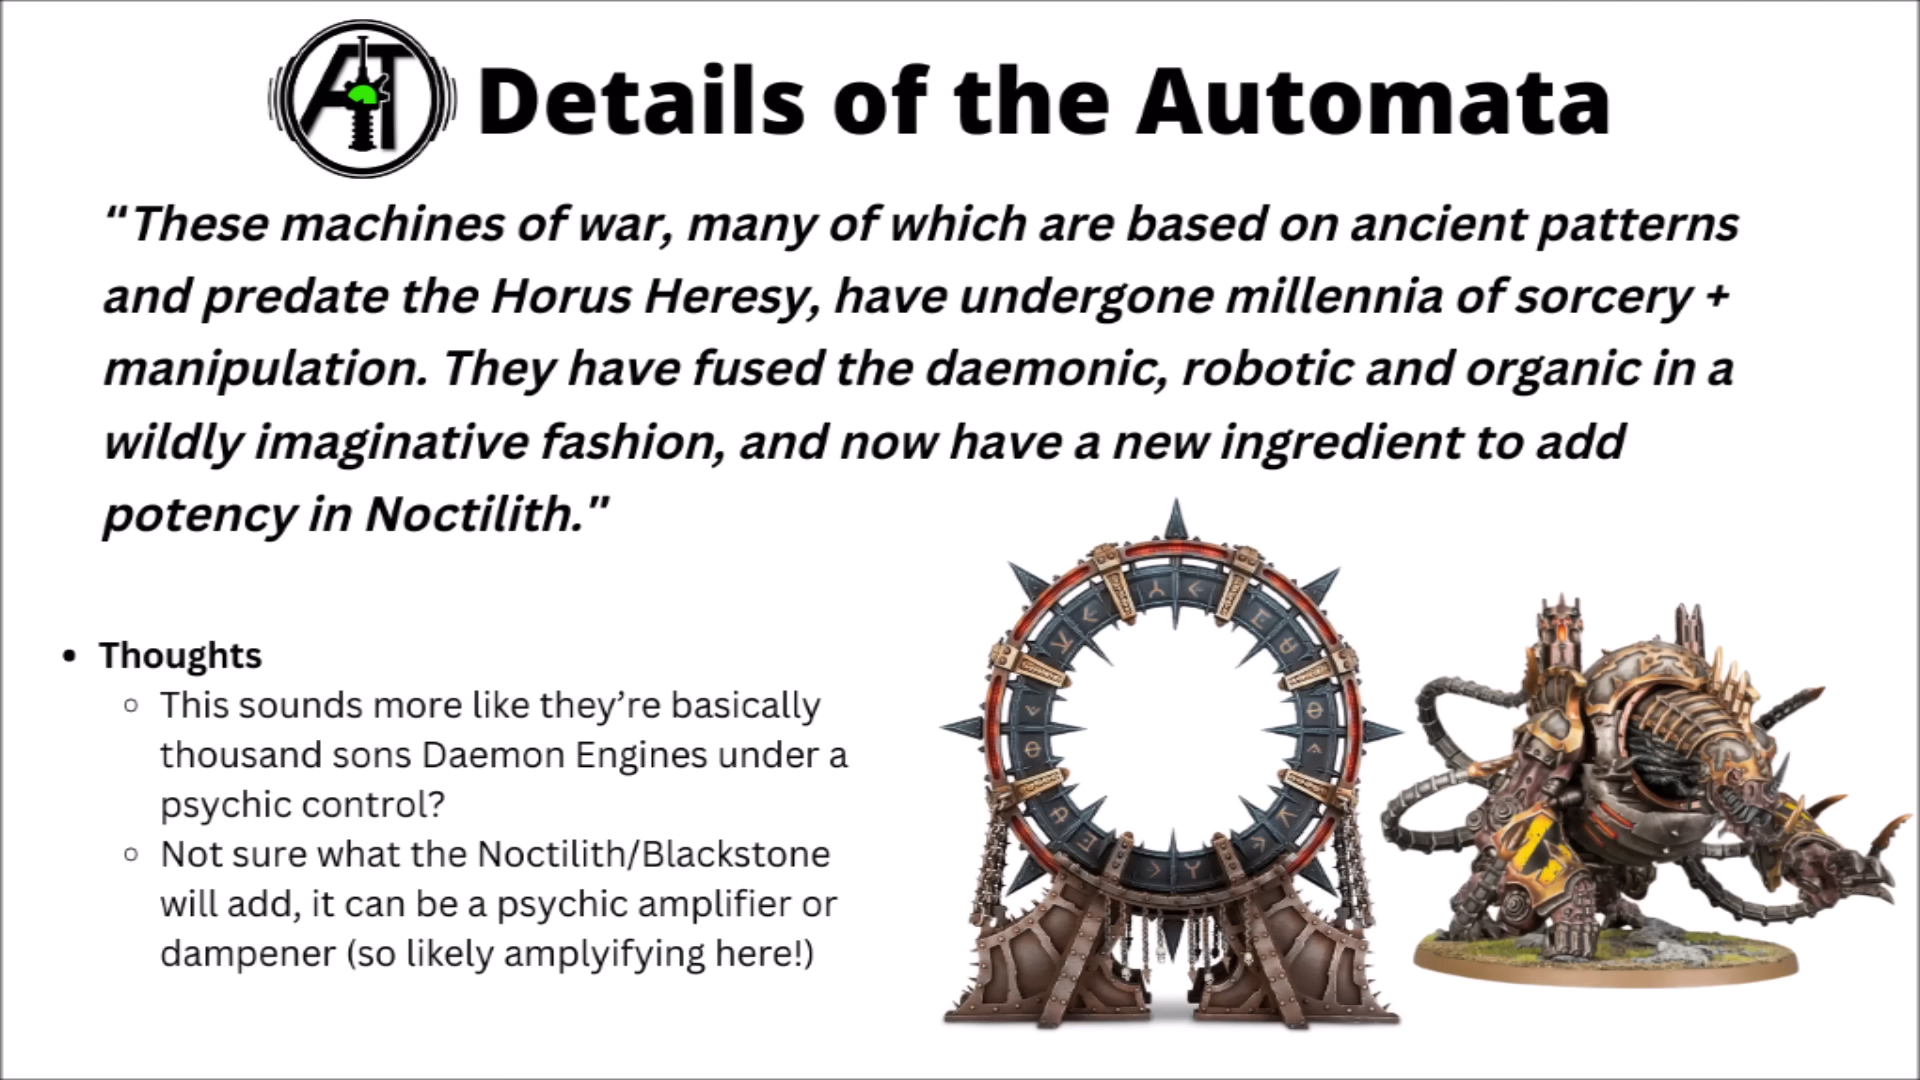 AT
Details of the Automata
"These machines of war, many of which are based on ancient patterns
and predate the Horus Heresy, have undergone millennia of sorcery +
manipulation. They have fused the daemonic, robotic and organic in a
wildly imaginative fashion, and now have a new ingredient to add
potency in Noctilith."
• Thoughts
◦ This sounds more like they’re basically
thousand sons Daemon Engines under a
psychic control?
◦ Not sure what the Noctilith/Blackstone
will add, it can be a psychic amplifier or
dampener (so likely amplyifying here!)